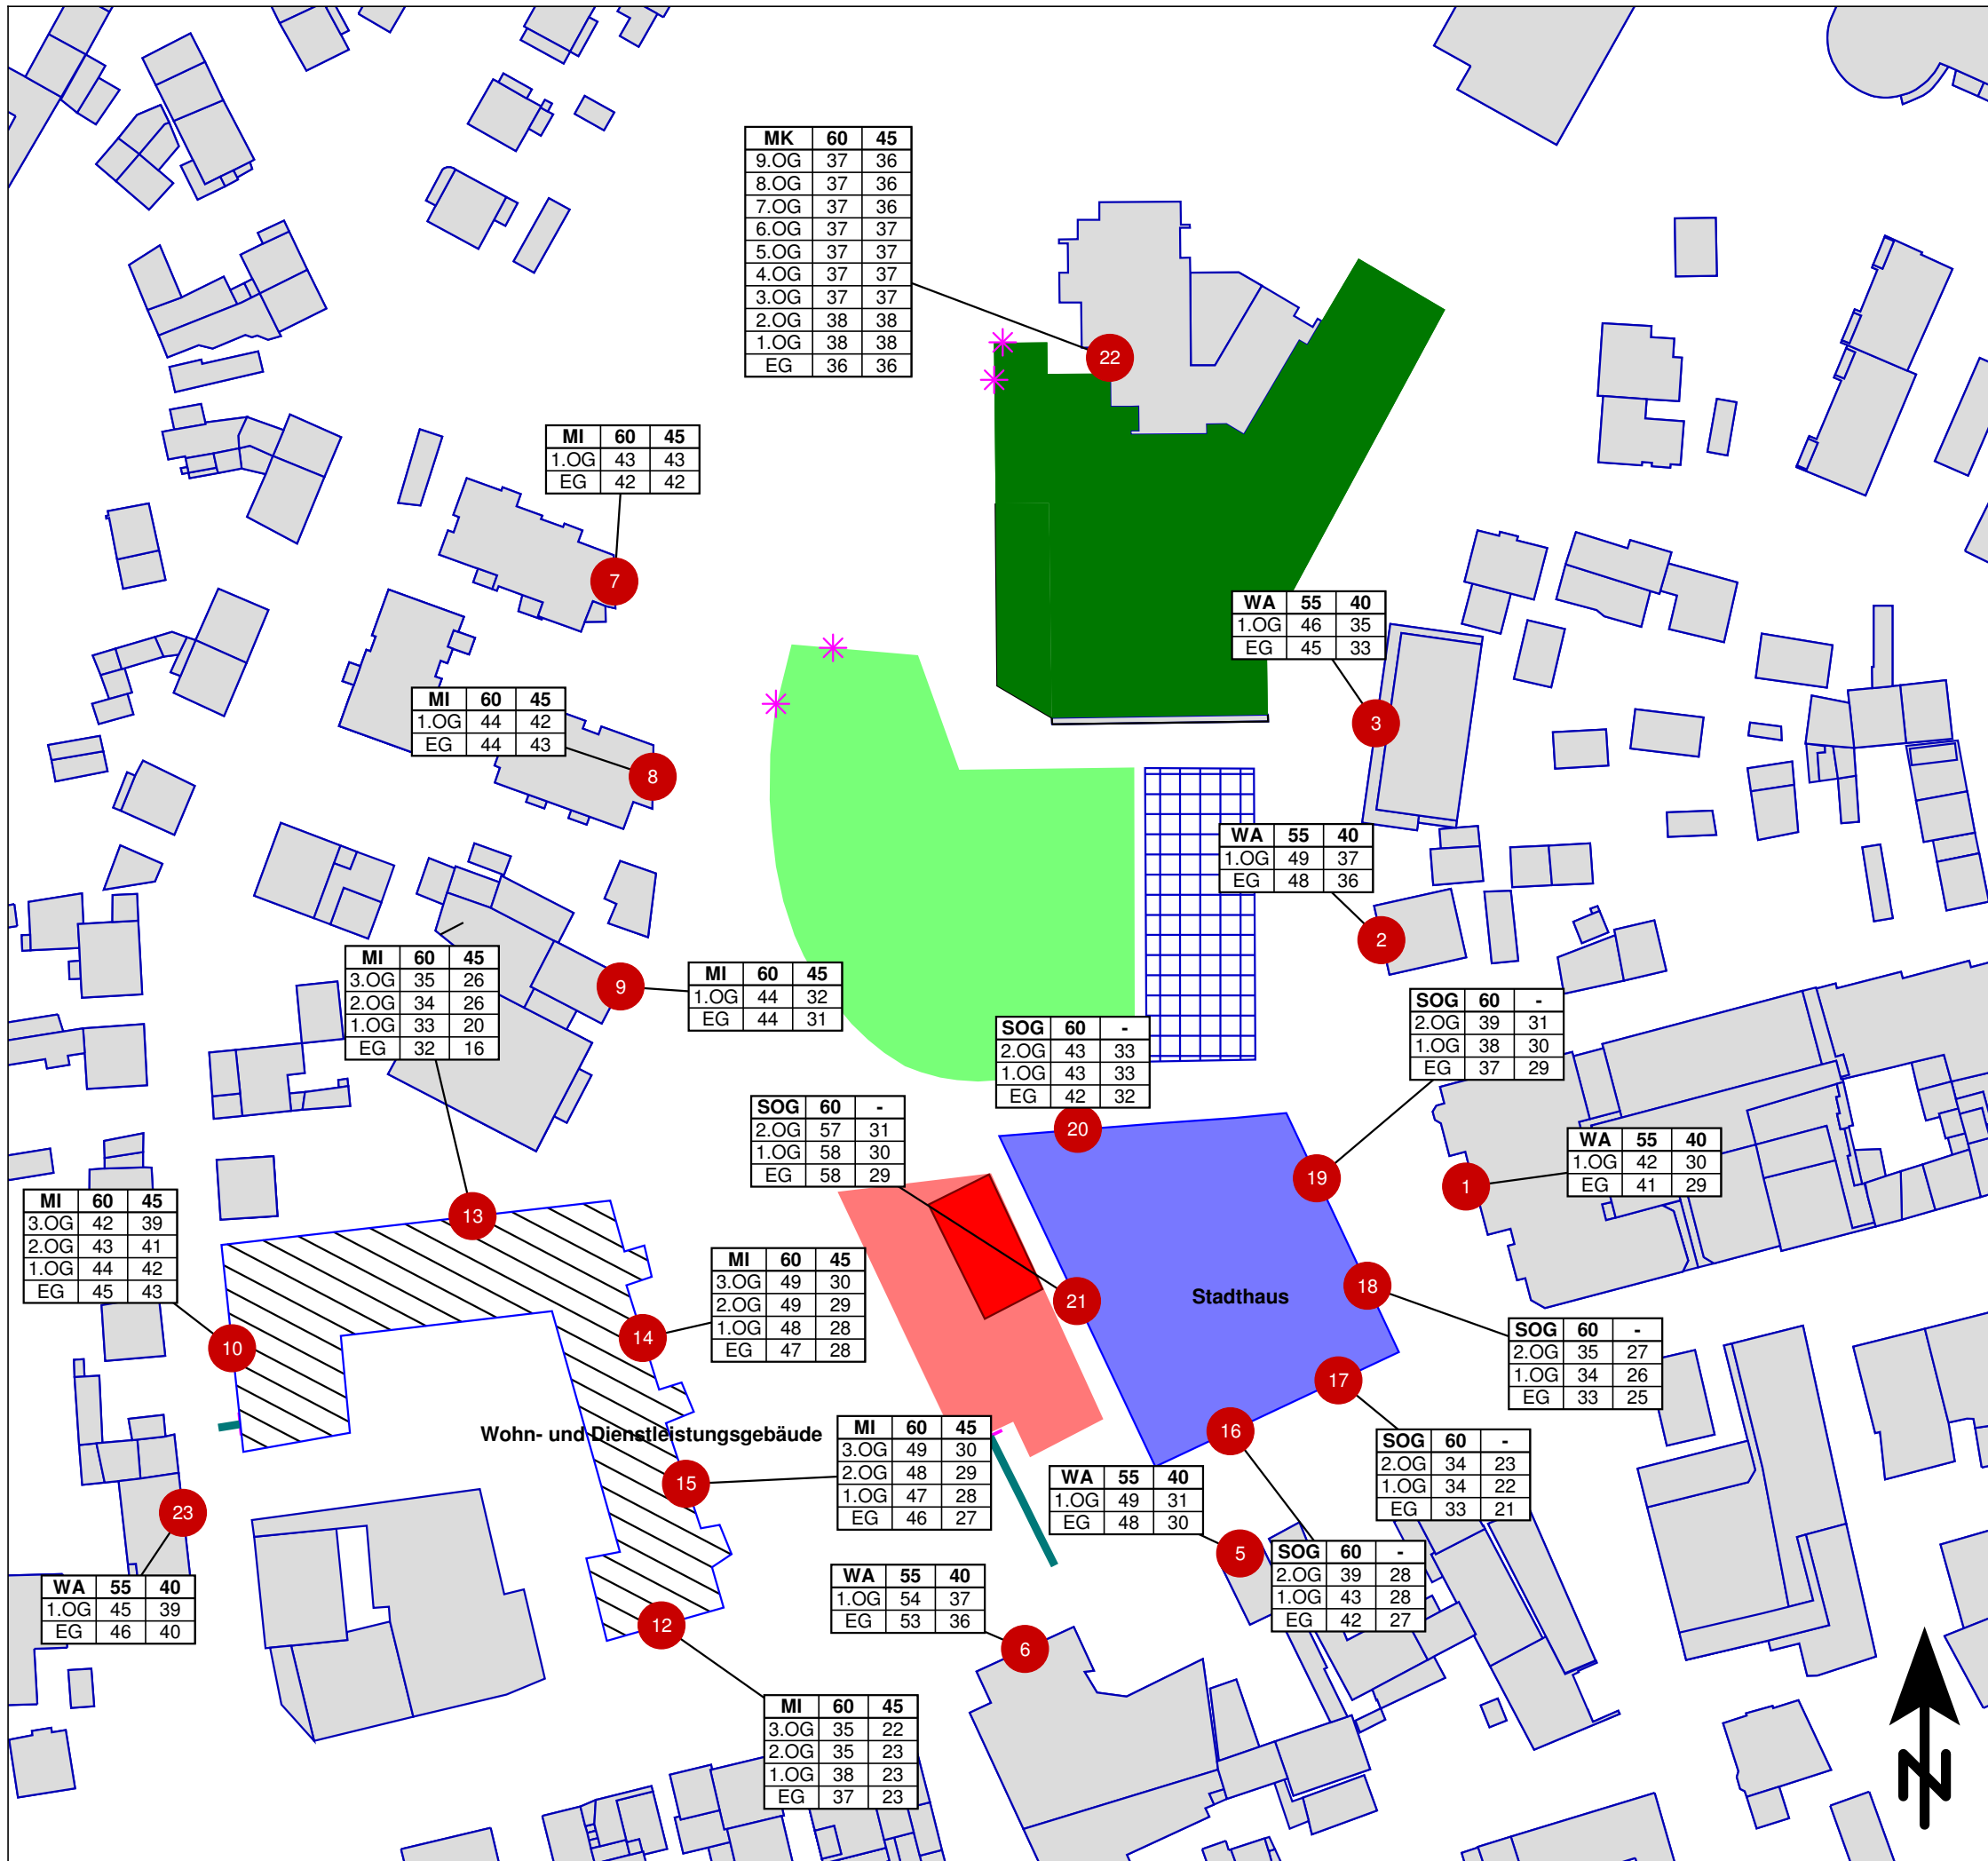 MK 60 45
9.OG 37 36
8.OG 37 36
7.OG 37 36
6.OG 37 37
5.OG 37 37
4.OG 37 37
3.OG 37 37
2.OG 38 38
1.OG 38 38
EG 36 36
22
MI 60 45
1.OG 43 43
EG 42 42
7
WA 55 40
1.OG 46 35
EG 45 33
3
MI 60 45
1.OG 44 42
EG 44 43
8
WA 55 40
1.OG 49 37
EG 48 36
2
MI 60 45
3.OG 35 26
2.OG 34 26
1.OG 33 20
EG 32 16
13
9
MI 60 45
1.OG 44 32
EG 44 31
SOG 60 -
2.OG 43 33
1.OG 43 33
EG 42 32
20
SOG 60 -
2.OG 39 31
1.OG 38 30
EG 37 29
19
SOG 60 -
2.OG 57 31
1.OG 58 30
EG 58 29
21
1
WA 55 40
1.OG 42 30
EG 41 29
MI 60 45
3.OG 42 39
2.OG 43 41
1.OG 44 42
EG 45 43
10
MI 60 45
3.OG 49 30
2.OG 49 29
1.OG 48 28
EG 47 28
14
Stadthaus
18
SOG 60 -
2.OG 35 27
1.OG 34 26
EG 33 25
17
16
Wohn- und Dienstleistungsgebäude
MI 60 45
3.OG 49 30
2.OG 48 29
1.OG 47 28
EG 46 27
15
SOG 60 -
2.OG 34 23
1.OG 34 22
EG 33 21
WA 55 40
1.OG 49 31
EG 48 30
5
23
SOG 60 -
2.OG 39 28
1.OG 43 28
EG 42 27
WA 55 40
1.OG 45 39
EG 46 40
WA 55 40
1.OG 54 37
EG 53 36
6
12
MI 60 45
3.OG 35 22
2.OG 35 23
1.OG 38 23
EG 37 23
N